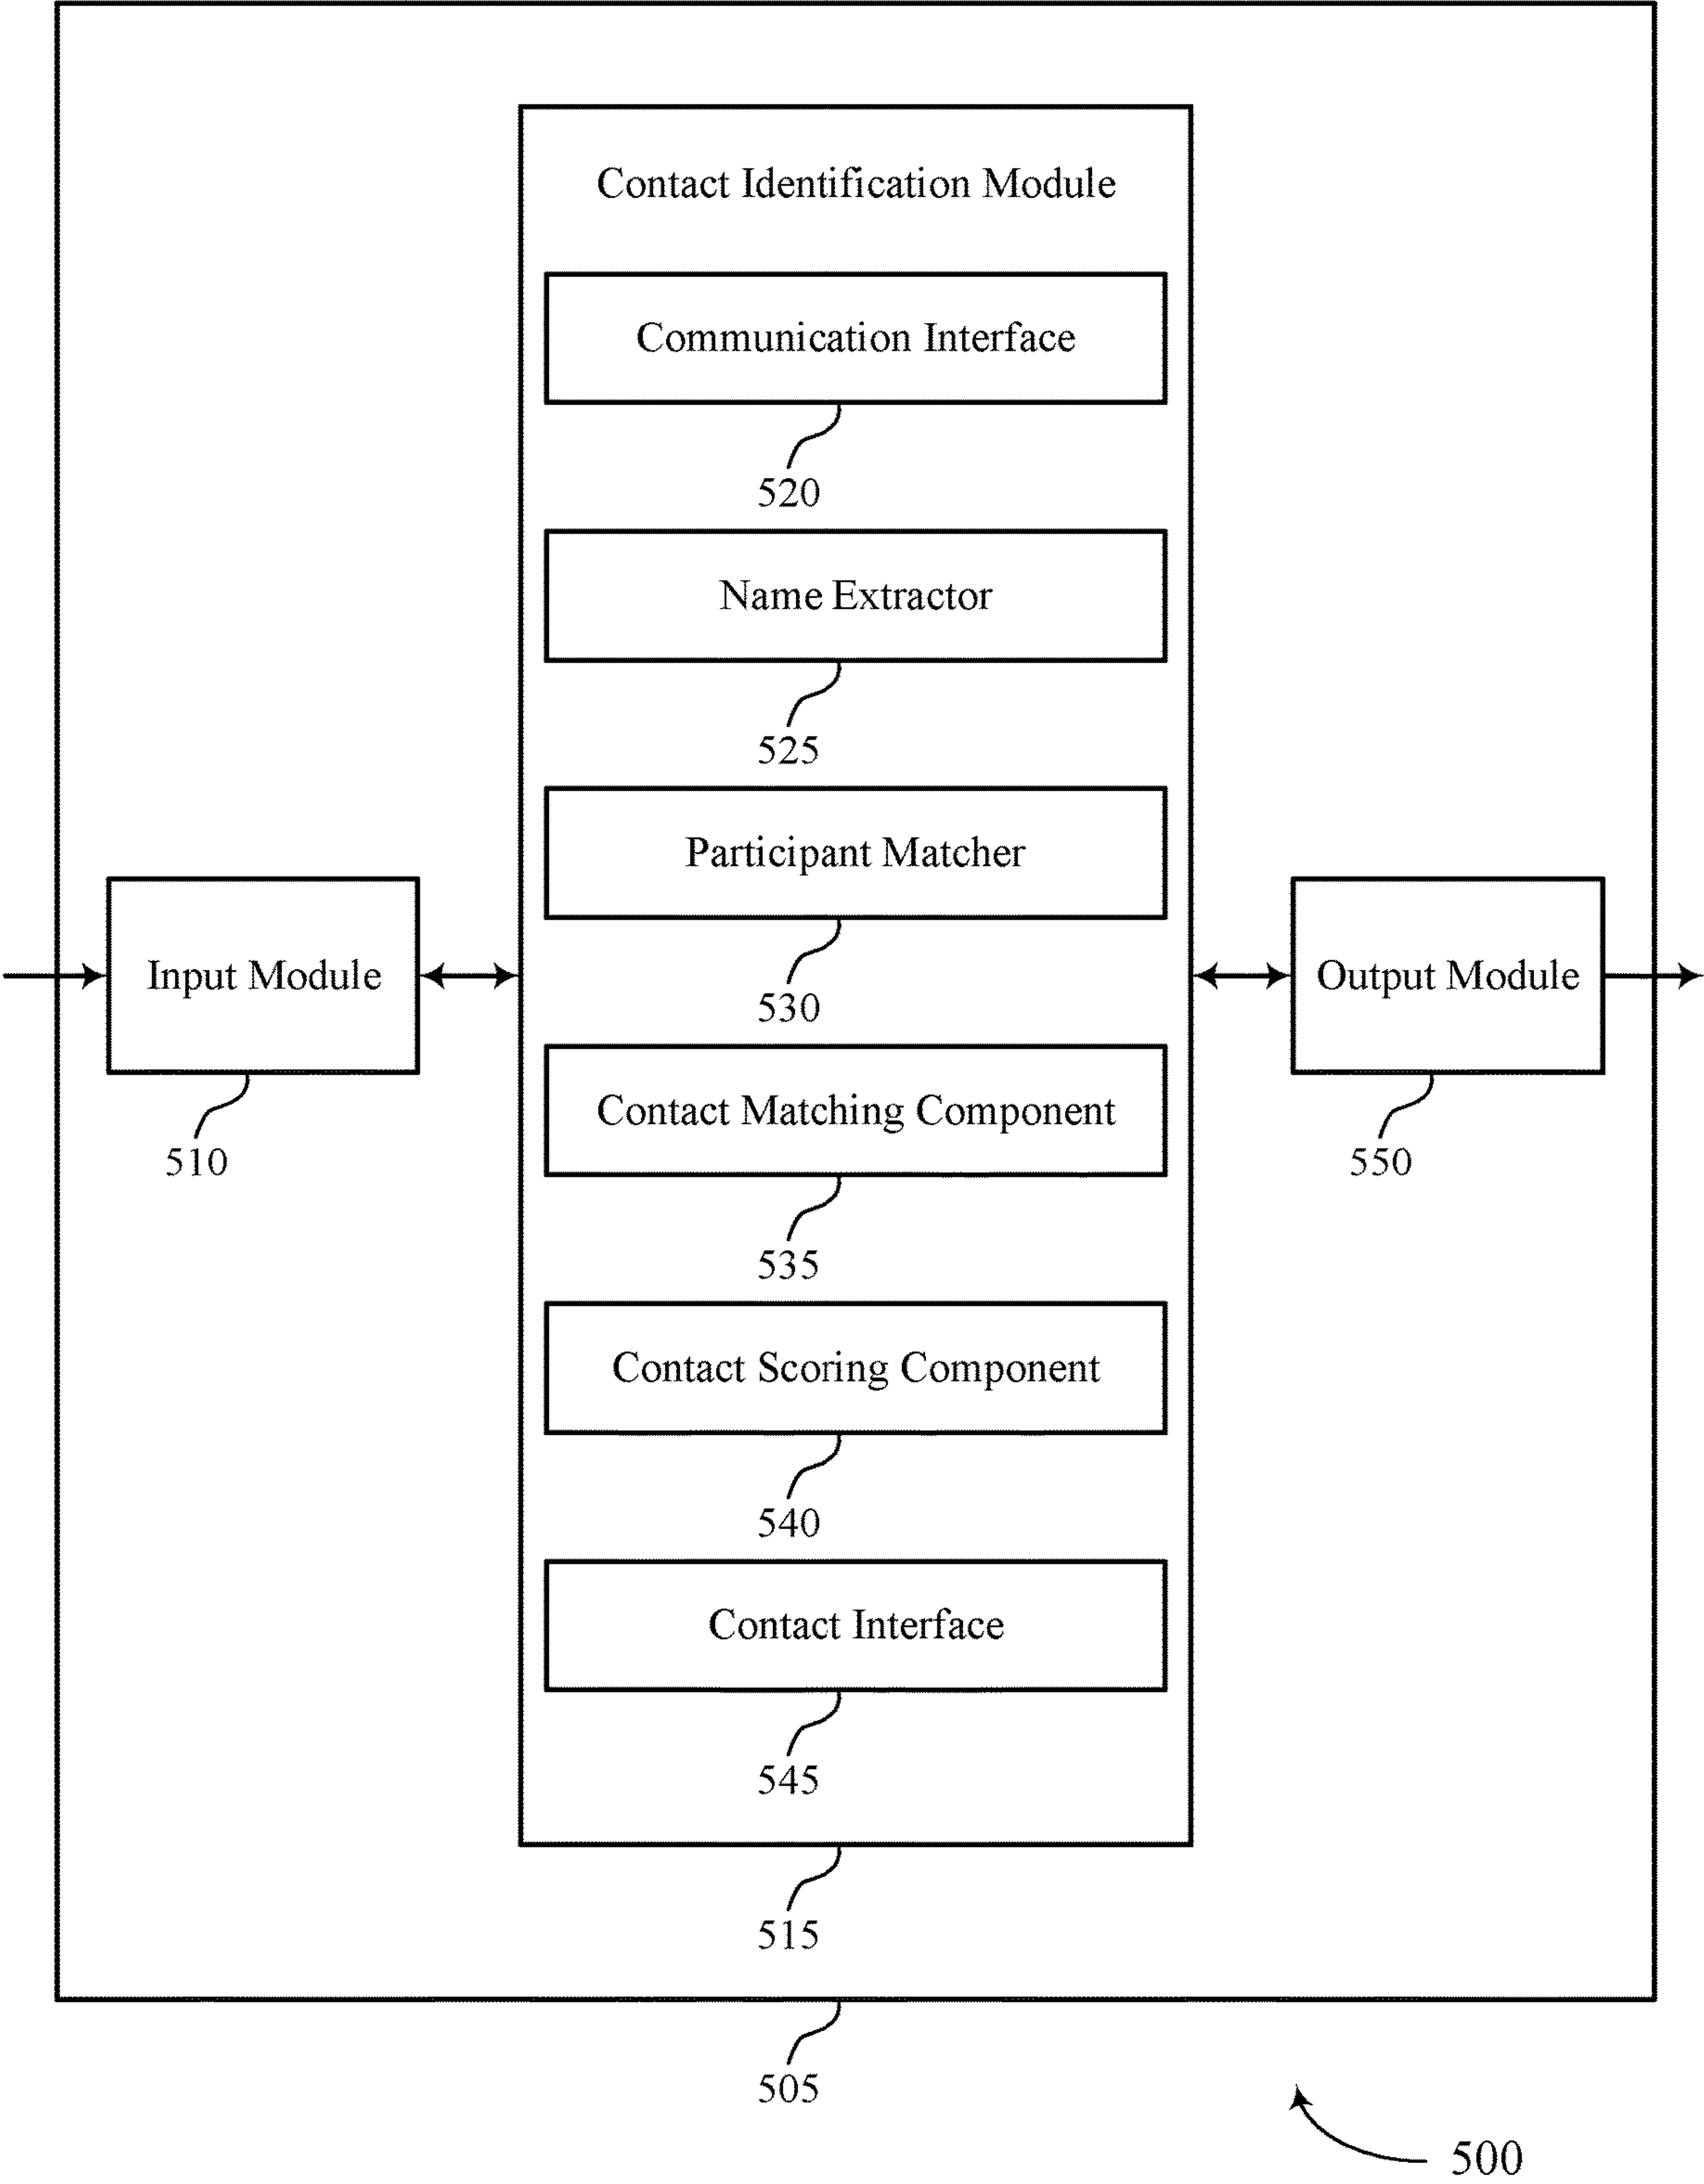 Contact Identification Module
Communication Interface
520
Name Extractor
525
Participant Matcher
530
Input Module
510
Contact Matching Component
535
Output Module
550
Contact Scoring Component
540
Contact Interface
545
515
505
500